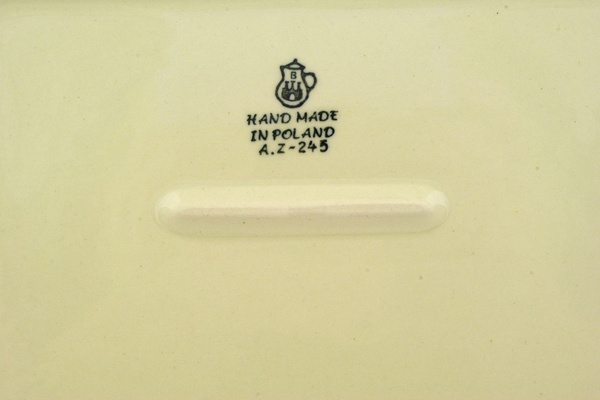 B
HAND MADE
IN POLAND
A.Z-245